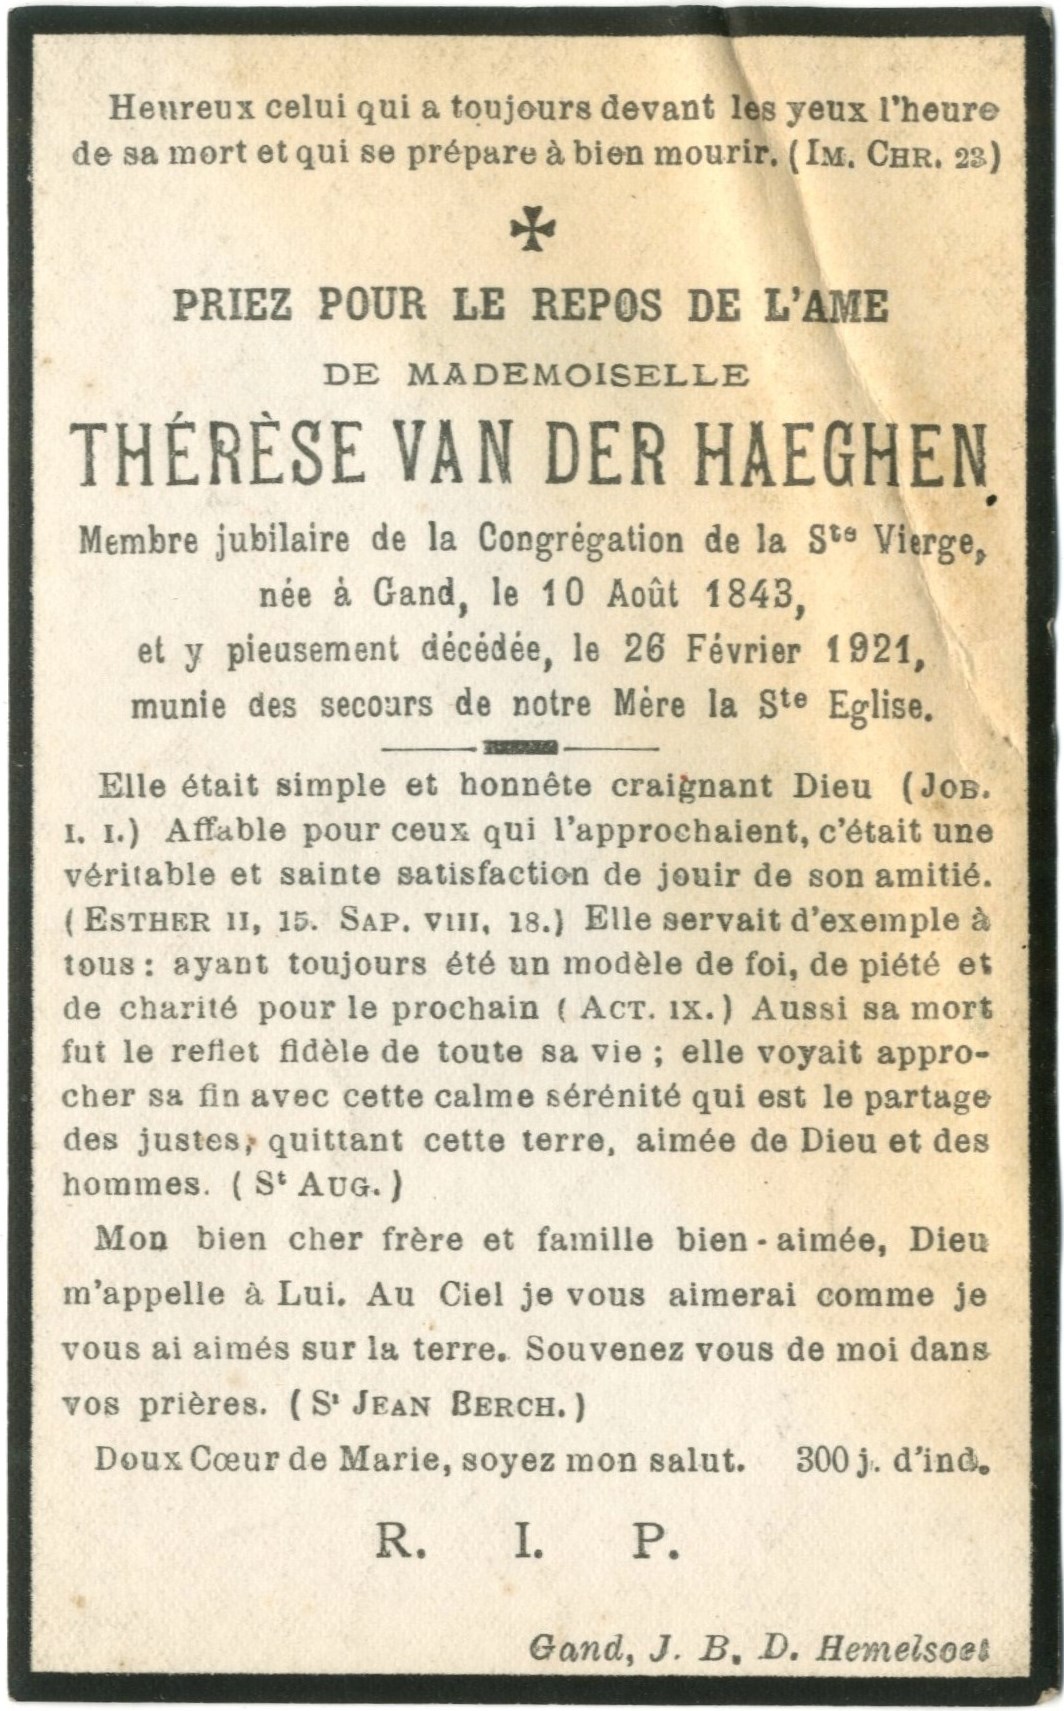 Heureux celui qui a toujours devant les yeux l'heure
de sa mort et qui se prépare à bien mourir. (IM. CHR. 23)
PRIEZ POUR LE REPOS DE L'AME
DE MADEMOISELLE
THÉRÈSE VAN DER HAEGHEN
Membre jubilaire de la Congrégation de la Ste Vierge,
née à Gand, le 10 Août 1843,
et y pieusement décédée, le 26 Février 1921,
munie des secours de notre Mère la Ste Eglise.
Elle était simple et honnête craignant Dieu (JOB.
I. I.) Affable pour ceux qui l'approchaient, c'était une
véritable et sainte satisfaction de jouir de son amitié.
(ESTHER II, 15. SAP. VIII, 18.) Elle servait d'exemple à
tous : ayant toujours été un modèle de foi, de piété et
de charité pour le prochain ( ACT. IX.) Aussi sa mort
fut le reflet fidèle de toute sa vie ; elle voyait appro-
cher sa fin avec cette calme sérénité qui est le partage
des justes, quittant cette terre, aimée de Dieu et des
hommes. ( St AUG. )
Mon bien cher frère et famille bien-aimée, Dieu
m'appelle à Lui. Au Ciel je vous aimerai comme je
vous ai aimés sur la terre. Souvenez vous de moi dans
vos prières. ( St JEAN BERCH. )
Doux Cœur de Marie, soyez mon salut. 300 j. d'ind.
R. I. P.
Gand, J. B. D. Hemelsoet